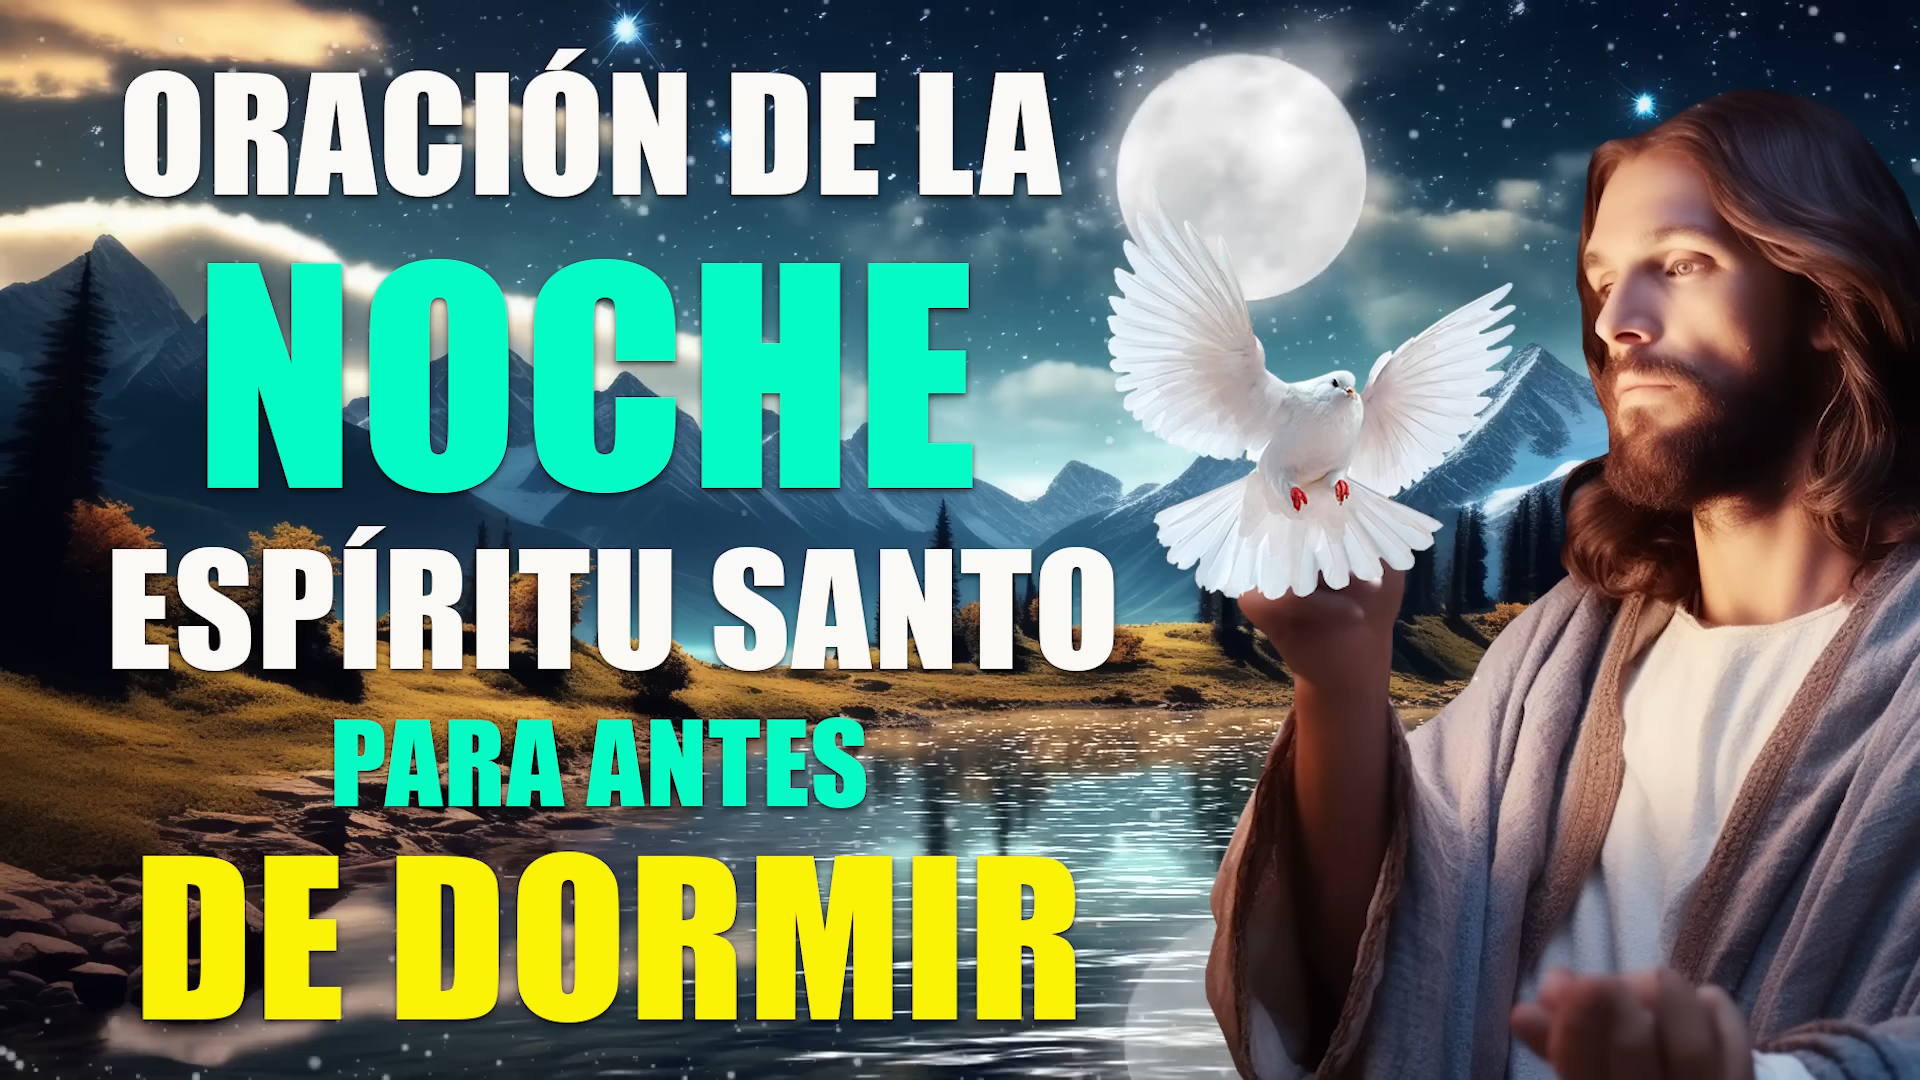 ORACIÓN DE LA
NOCHE
ESPÍRITU SANTO
PARA ANTES
DE DORMIR